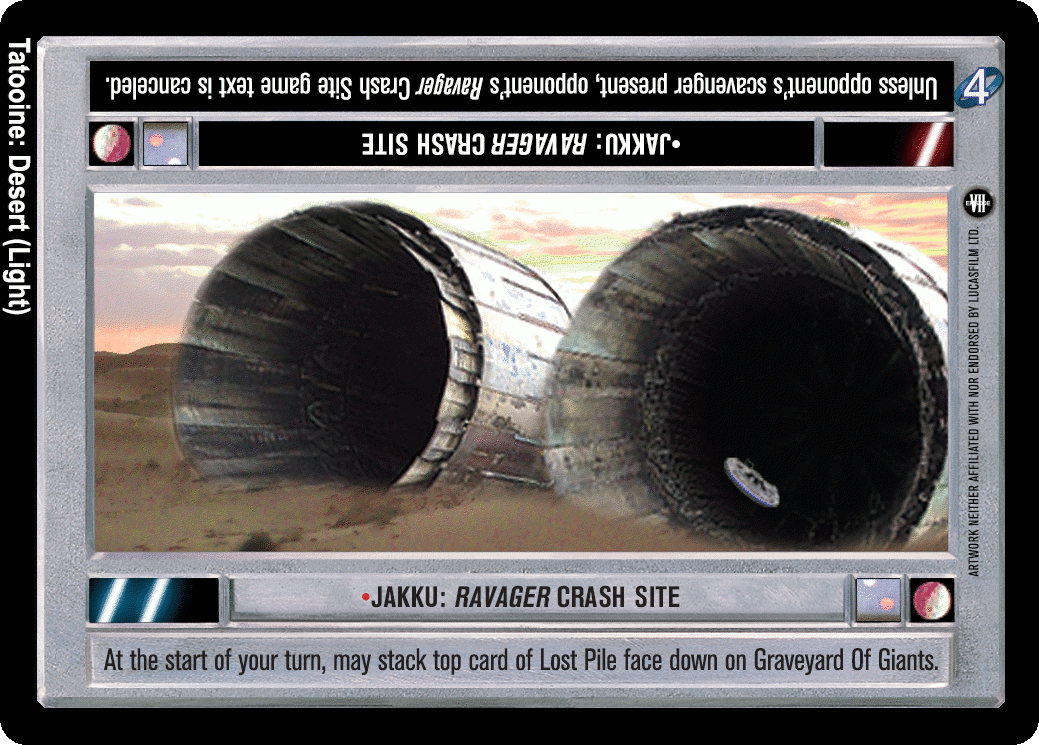 Unless opponent's scavenger present, opponent's Ravager Crash Site game text is canceled.
4
•JAKKU: RAVAGER CRASH SITE
Tatooine: Desert (Light)
EPISODE
VII
ARTWORK NEITHER AFFILIATED WITH NOR ENDORSED BY LUCASFILM LTD.
•JAKKU: RAVAGER CRASH SITE
At the start of your turn, may stack top card of Lost Pile face down on Graveyard Of Giants.